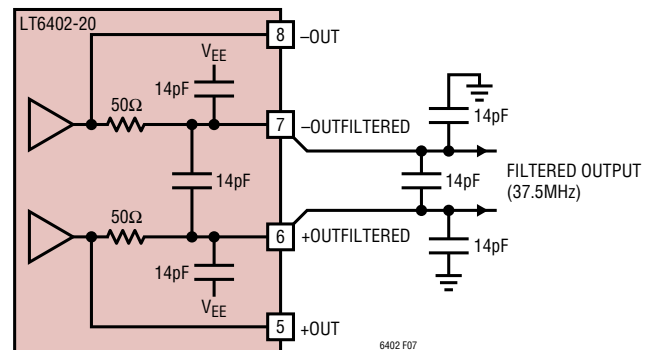 LT6402-20
8
–OUT
VEE
14pF
14pF
50Ω
7
–OUTFILTERED
14pF
14pF
FILTERED OUTPUT
(37.5MHz)
50Ω
6
+OUTFILTERED
14pF
14pF
VEE
5
+OUT
6402 F07